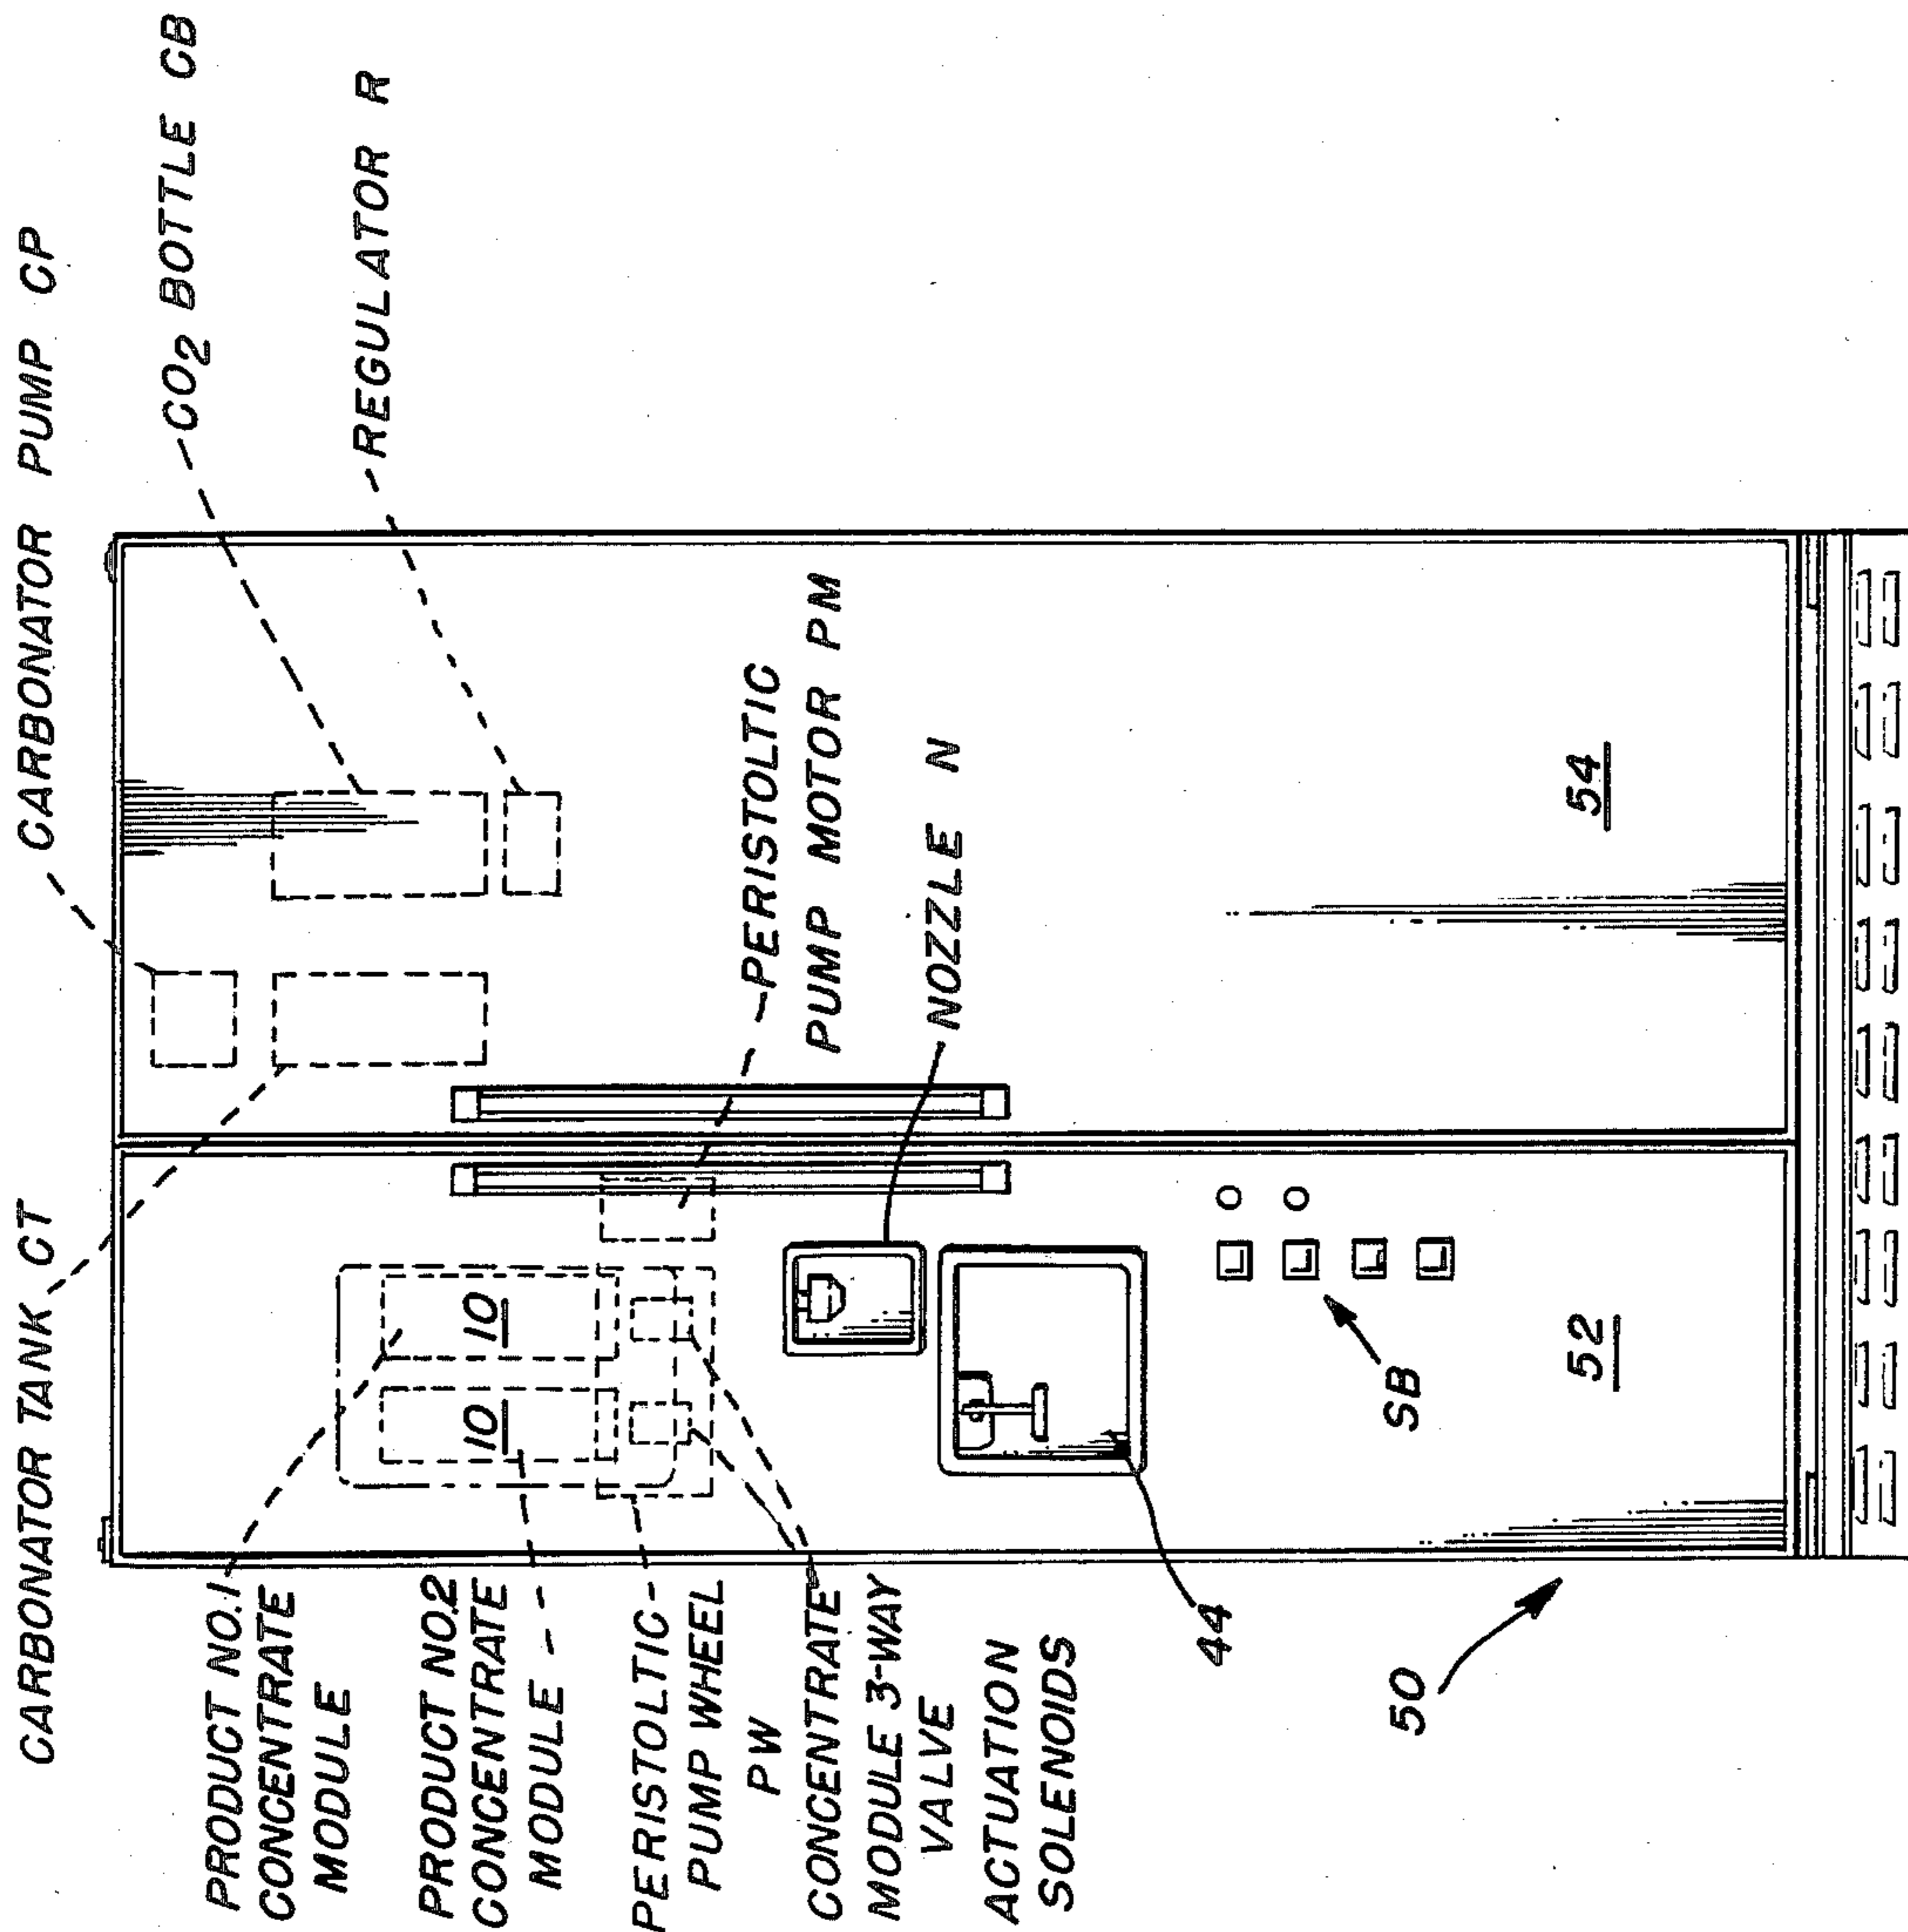 CARBONATOR TANK CT
CARBONATOR PUMP CP
CO2 BOTTLE CB
REGULATOR R
PRODUCT NO.1
CONCENTRATE
MODULE
PRODUCT NO.2
CONCENTRATE
MODULE
PERISTOLTIC
PUMP WHEEL
PW
CONCENTRATE
MODULE 3-WAY
VALVE
ACTUATION
SOLENOIDS
10
10
PERISTOLTIC
PUMP MOTOR PM
NOZZLE N
44
SB
50
52
54